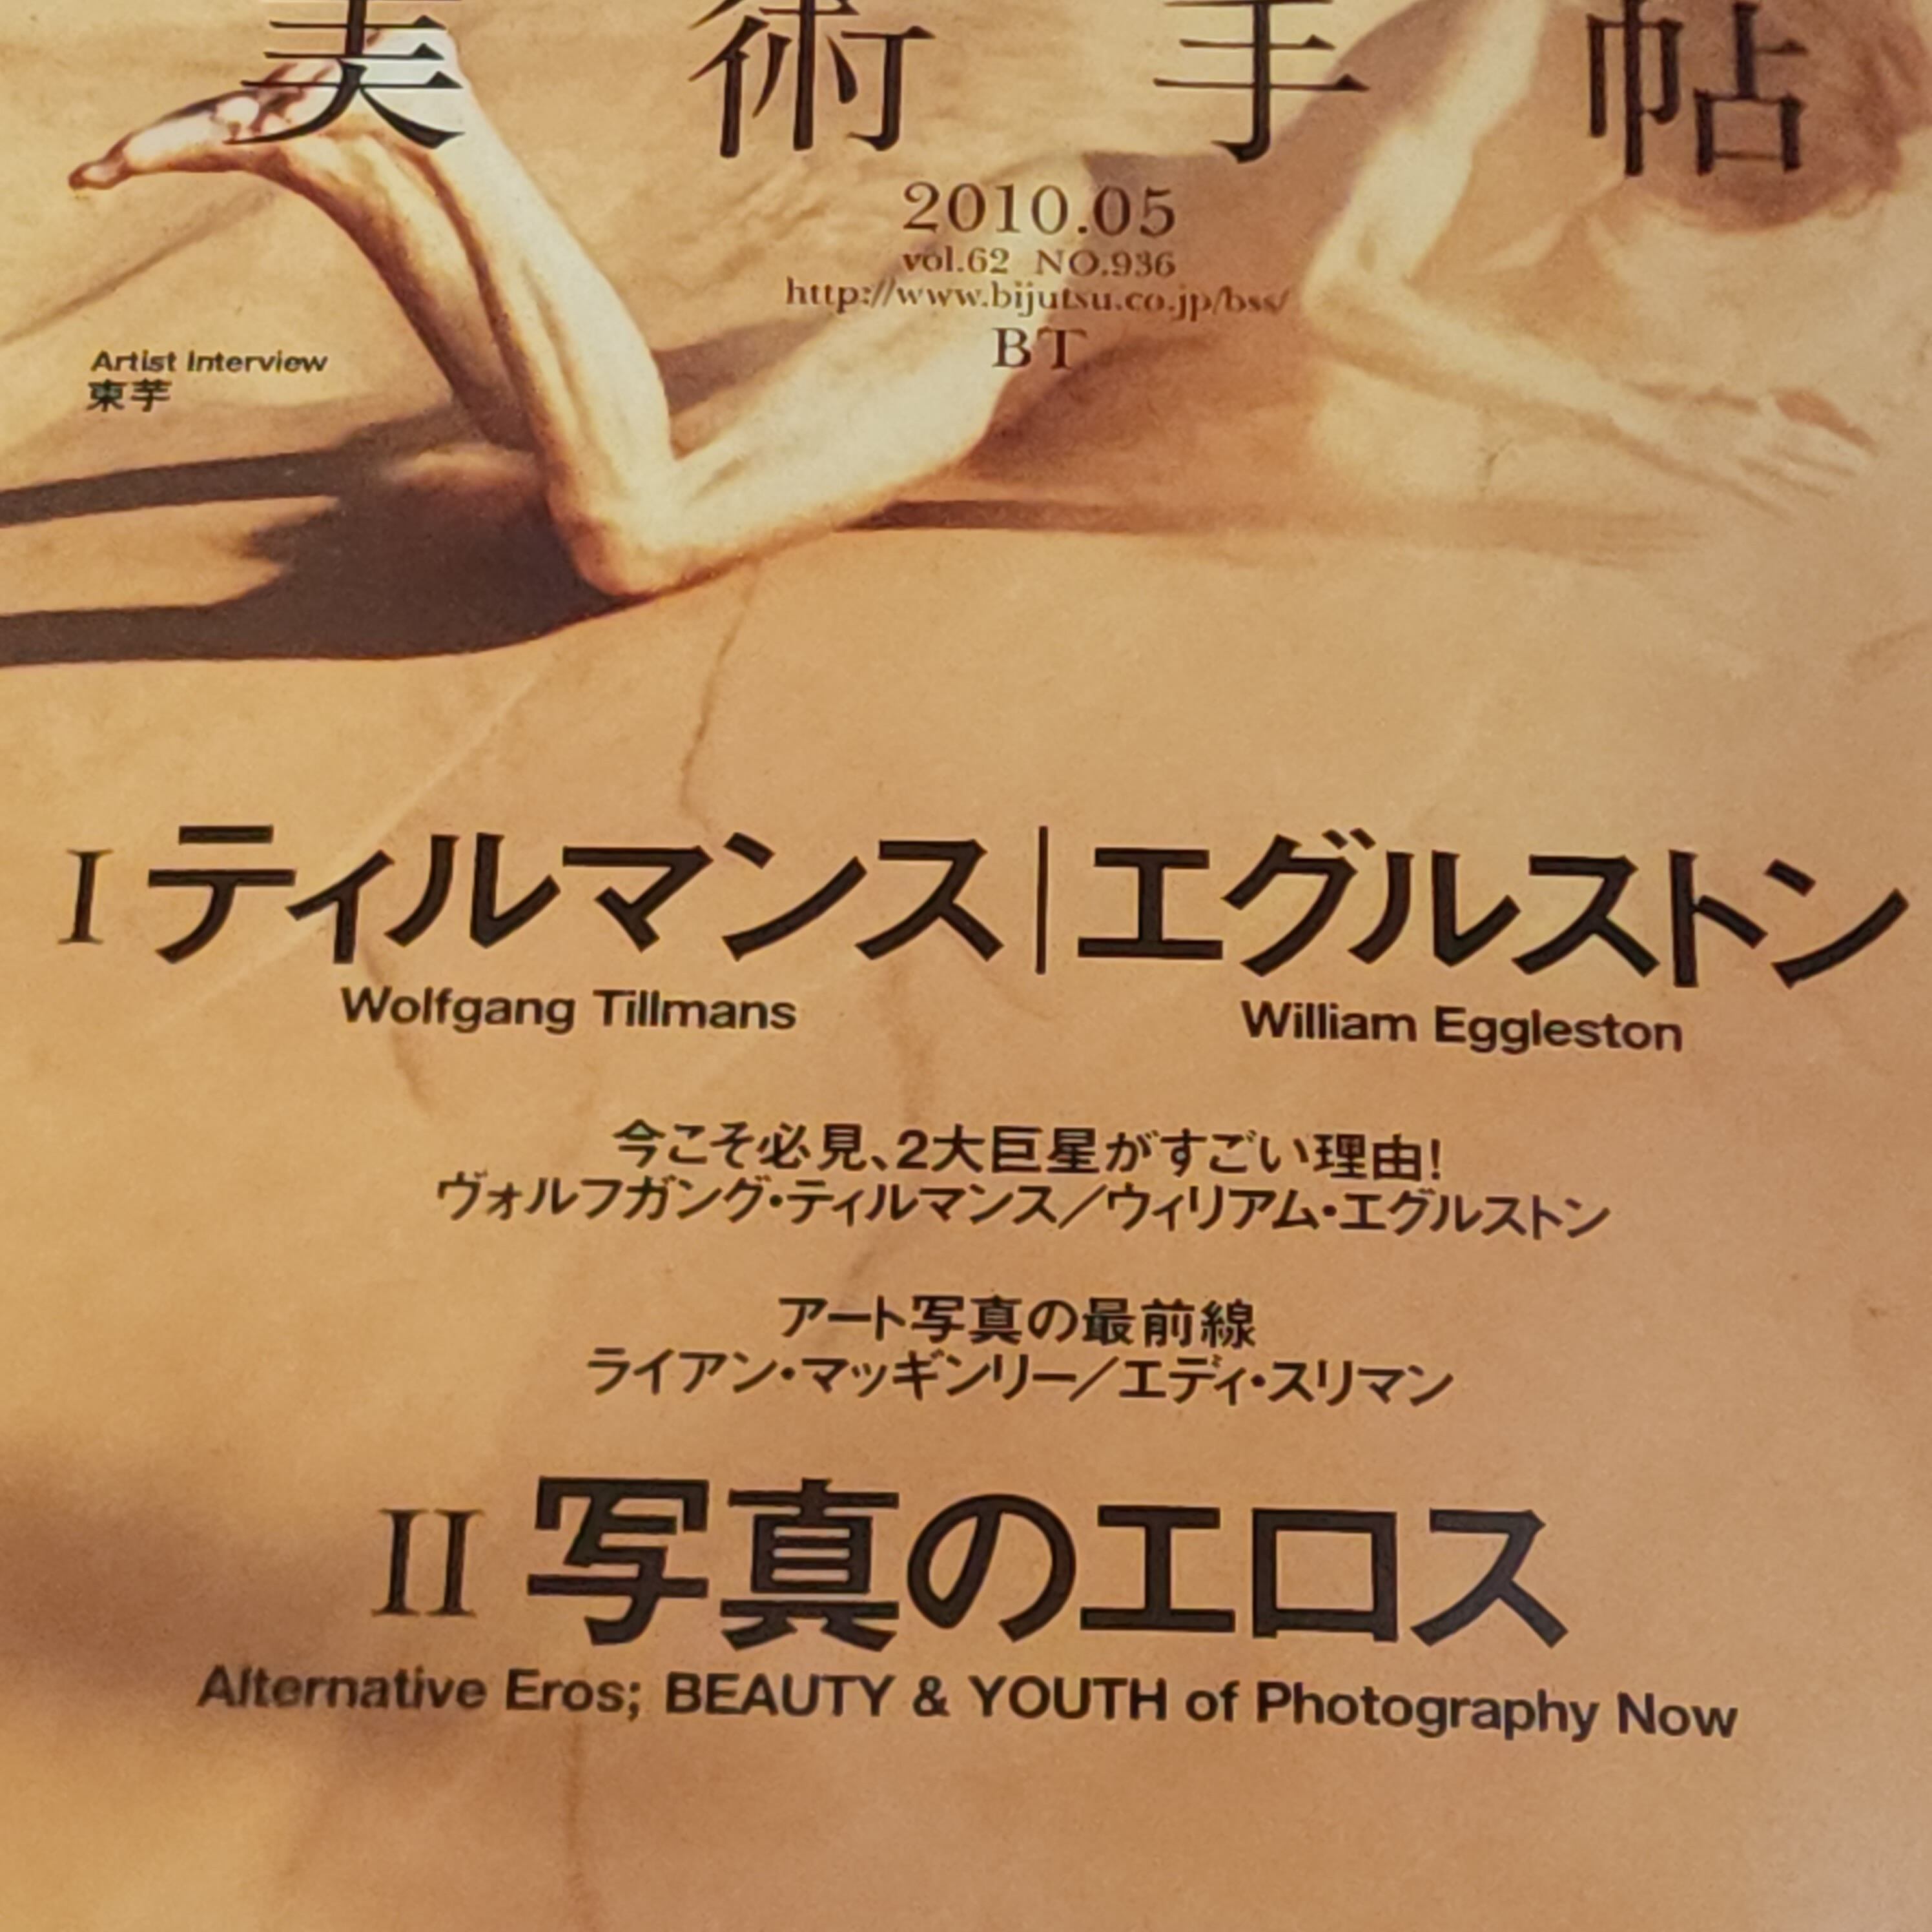 美術手帖
2010.05
vol.62 NO.936
http://www.bijutsu.co.jp/bss/
BT
Artist Interview
束芋
I ティルマンス|エグルストン
Wolfgang Tillmans William Eggleston
今こそ必見、2大巨星がすごい理由!
ヴォルフガング・ティルマンス/ウィリアム・エグルストン
アート写真の最前線
ライアン・マッギンリー/エディ・スリマン
II 写真のエロス
Alternative Eros; BEAUTY & YOUTH of Photography Now